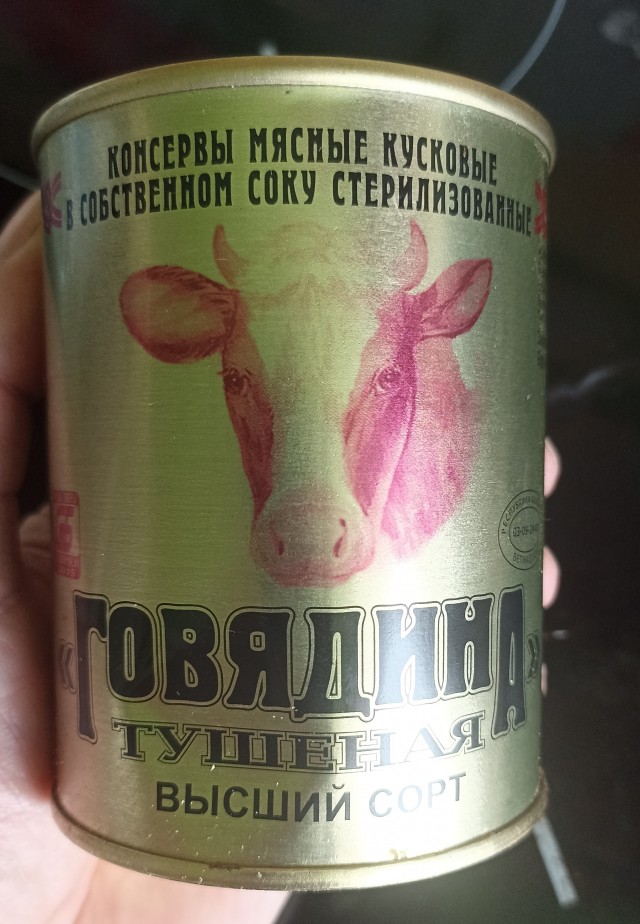 КОНСЕРВЫ МЯСНЫЕ КУСКОВЫЕ
В СОБСТВЕННОМ СОКУ СТЕРИЛИЗОВАННЫЕ
«ГОВЯДИНА»
ТУШЕНАЯ
ВЫСШИЙ СОРТ